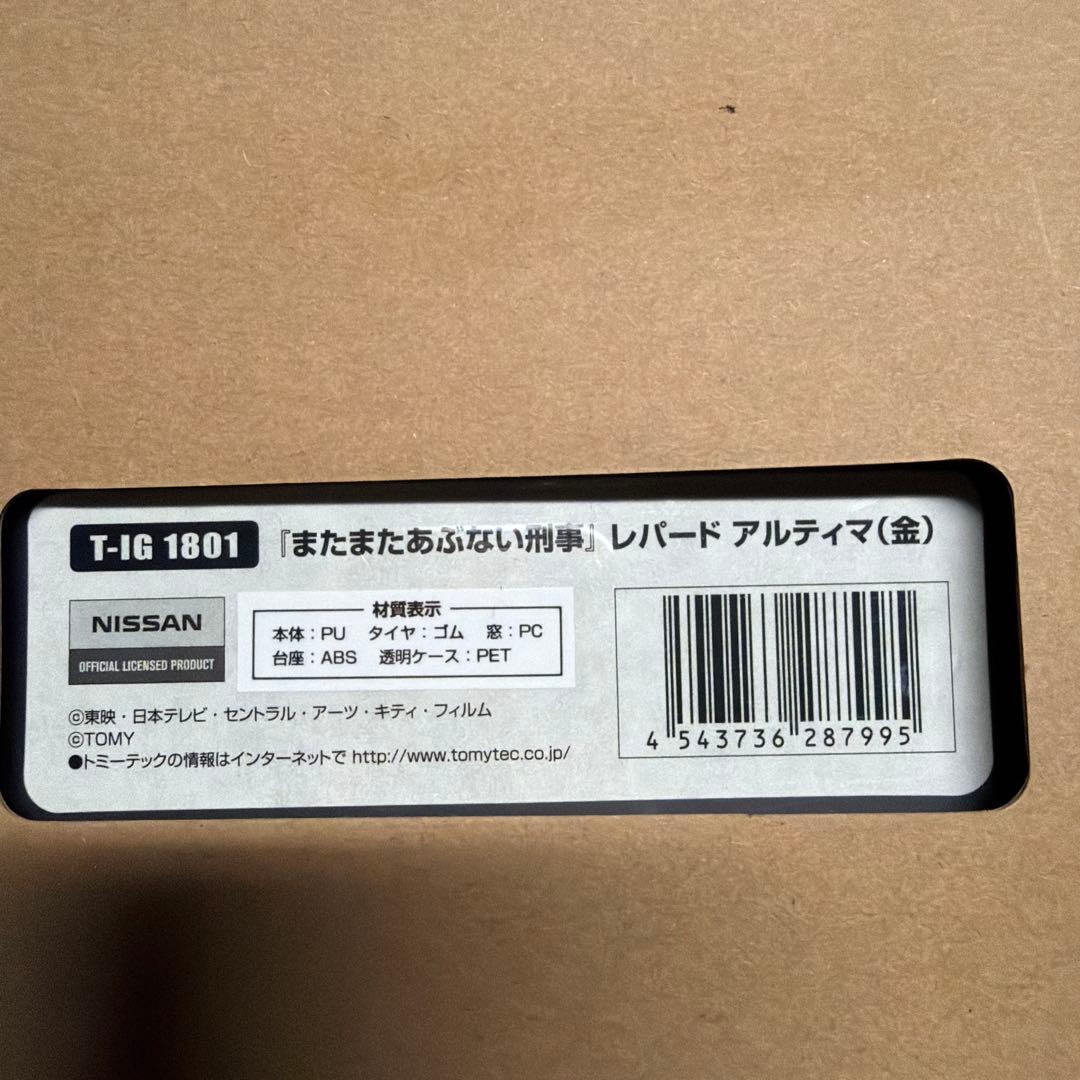 T-IG 1801 『またまたあぶない刑事』 レパード アルティマ(金)
NISSAN
OFFICIAL LICENSED PRODUCT
材質表示
本体:PU タイヤ:ゴム 窓:PC
台座:ABS 透明ケース:PET
©東映・日本テレビ・セントラル・アーツ・キティ・フィルム
©TOMY
●トミーテックの情報はインターネットで http://www.tomytec.co.jp/
4 543736 287995